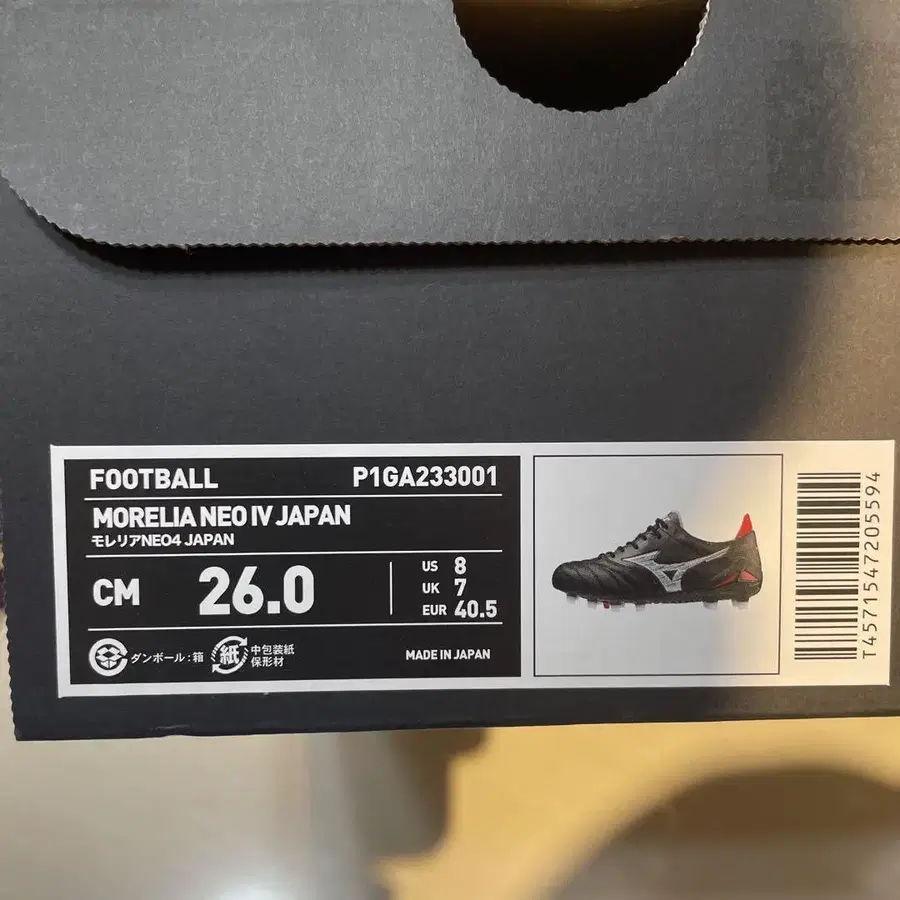 FOOTBALL P1GA233001
MORELIA NEO IV JAPAN
モレリアNEO4 JAPAN
CM 26.0
US 8
UK 7
EUR 40.5
ダンボール:箱
紙
中包装紙
保形材
MADE IN JAPAN
T4571547205594